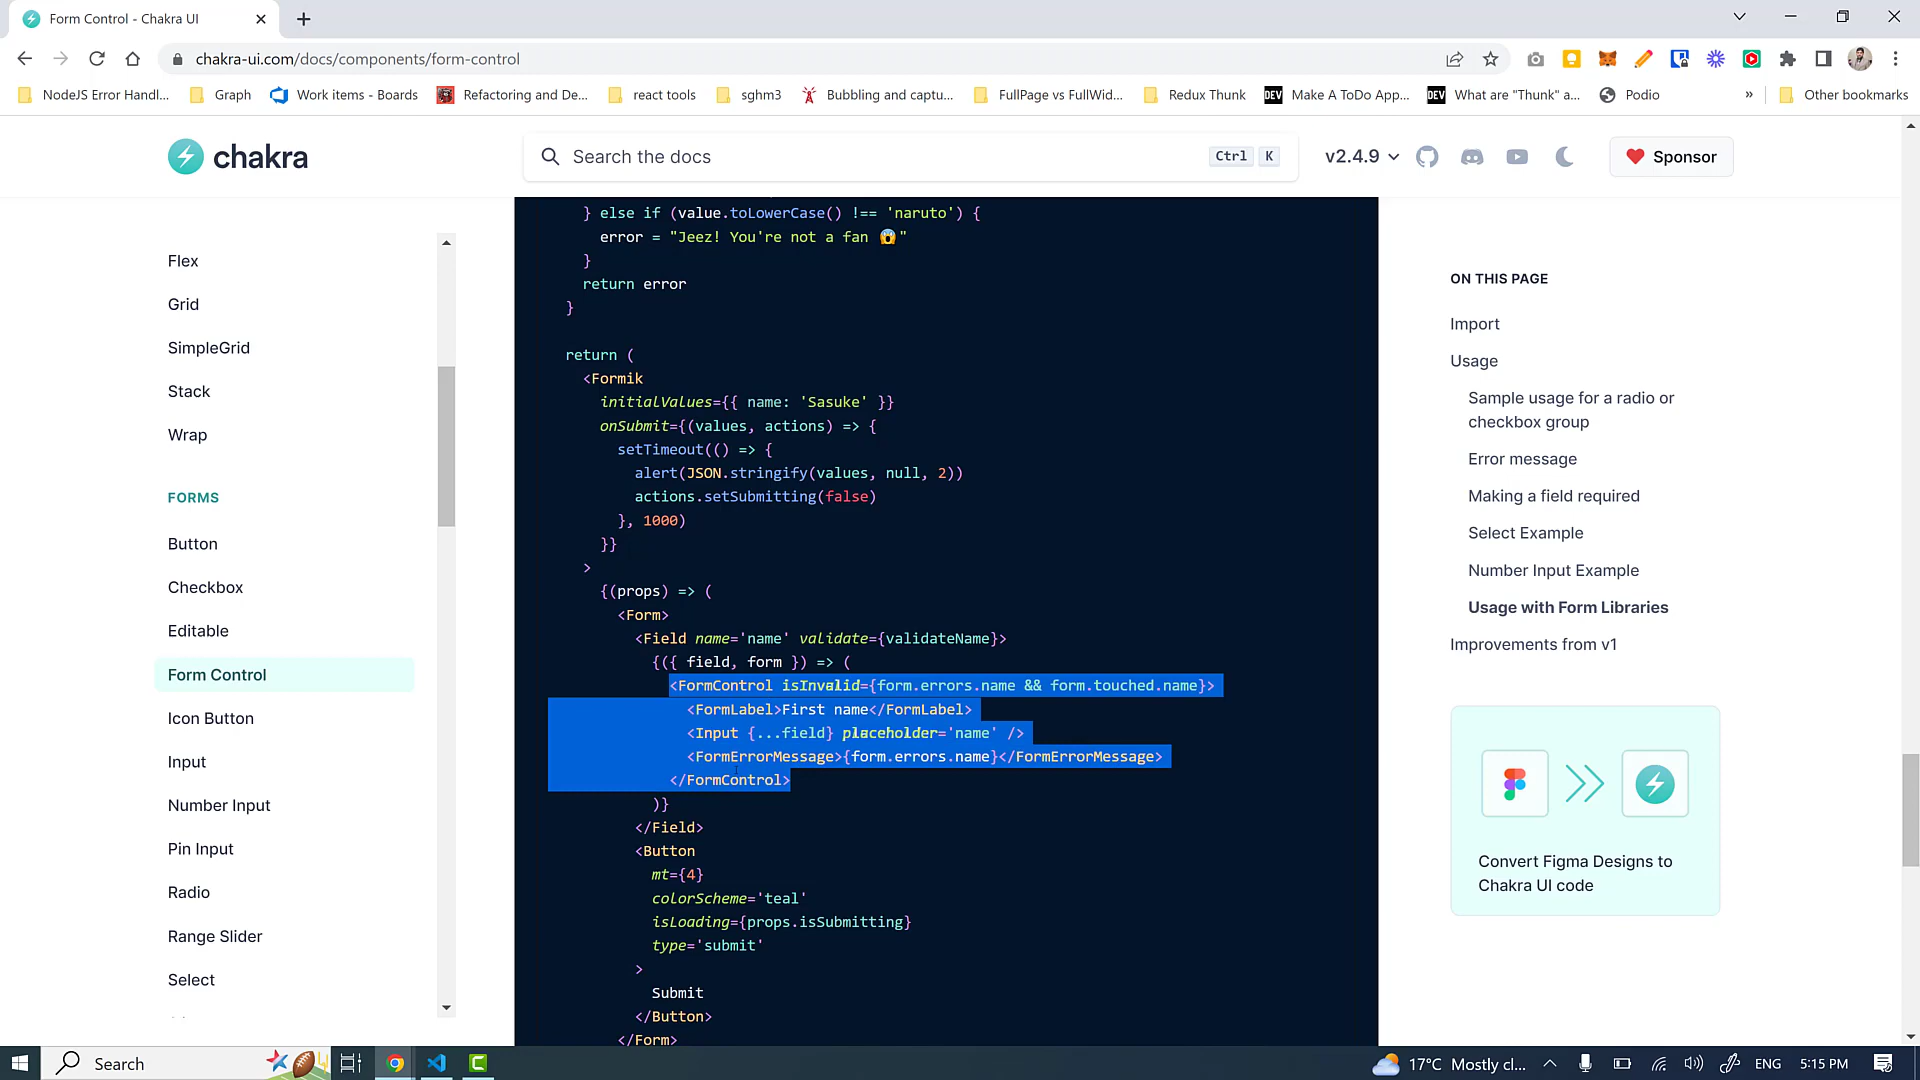 Form Control - Chakra UI
chakra-ui.com/docs/components/form-control
NodeJS Error Handl...
Graph
Work items - Boards
Refactoring and De...
react tools
sghm3
Bubbling and captu...
FullPage vs FullWid...
Redux Thunk
DEV Make A ToDo App...
DEV What are "Thunk" a...
Podio
»
Other bookmarks
chakra
Search the docs
Ctrl K
v2.4.9
Sponsor
Flex
Grid
SimpleGrid
Stack
Wrap
FORMS
Button
Checkbox
Editable
Form Control
Icon Button
Input
Number Input
Pin Input
Radio
Range Slider
Select
} else if (value.toLowerCase() !== 'naruto') {
error = "Jeez! You're not a fan 😱"
}
return error
}
return (
<Formik
initialValues={{ name: 'Sasuke' }}
onSubmit={(values, actions) => {
setTimeout(() => {
alert(JSON.stringify(values, null, 2))
actions.setSubmitting(false)
}, 1000)
}}
>
{(props) => (
<Form>
<Field name='name' validate={validateName}>
{({ field, form }) => (
<FormControl isInvalid={form.errors.name && form.touched.name}>
<FormLabel>First name</FormLabel>
<Input {...field} placeholder='name' />
<FormErrorMessage>{form.errors.name}</FormErrorMessage>
</FormControl>
)}
</Field>
<Button
mt={4}
colorScheme='teal'
isLoading={props.isSubmitting}
type='submit'
>
Submit
</Button>
</Form>
ON THIS PAGE
Import
Usage
Sample usage for a radio or
checkbox group
Error message
Making a field required
Select Example
Number Input Example
Usage with Form Libraries
Improvements from v1
Convert Figma Designs to
Chakra UI code
Search
17°C Mostly cl...
ENG
5:15 PM